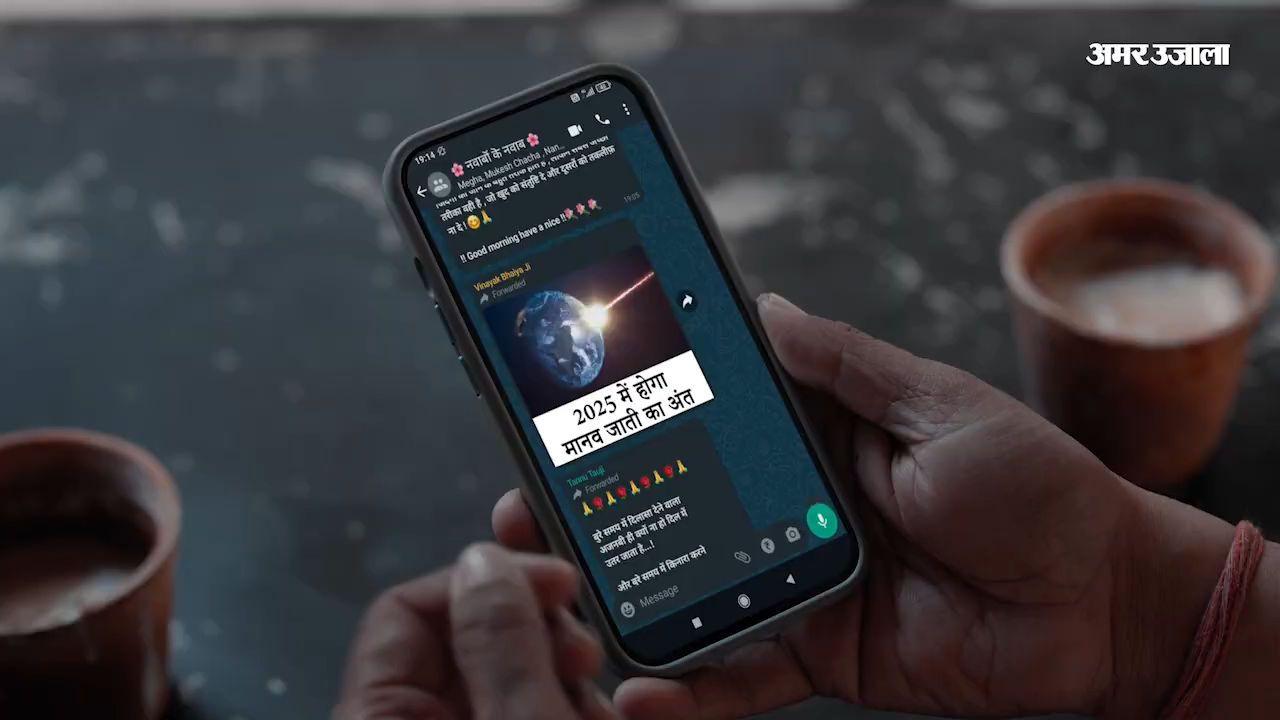 अमर उजाला
19:14
🌸 नवाबों के नवाब 🌸
Megha, Mukesh Chacha , Nan...
तरीका वही है , जो खुद को संतुष्टि दे और दूसरों को तकलीफ़
ना दे ! 😊🙏
19:05
!! Good morning have a nice !!💐💐💐
Vinayak Bhaiya Ji
Forwarded
2025 में होगा
मानव जाती का अंत
Tannu Tauji
Forwarded
🙏🌹🙏🌹🙏🌹🙏🌹🙏
बुरे समय में दिलासा देने वाला
अजनबी ही क्यों ना हो दिल में
उतर जाता है...!
और बुरे समय में किनारा करने
Message